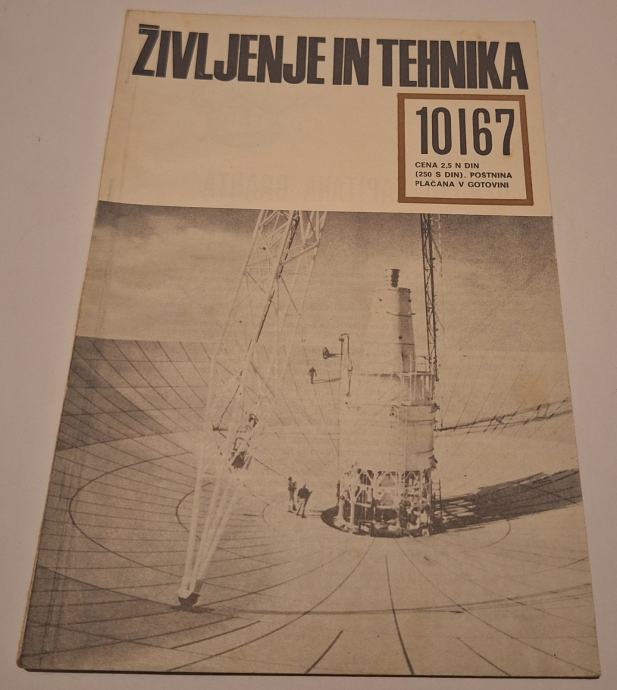 ŽIVLJENJE IN TEHNIKA
10|67
CENA 2,5 N DIN
(250 S DIN). POŠTNINA
PLAČANA V GOTOVINI